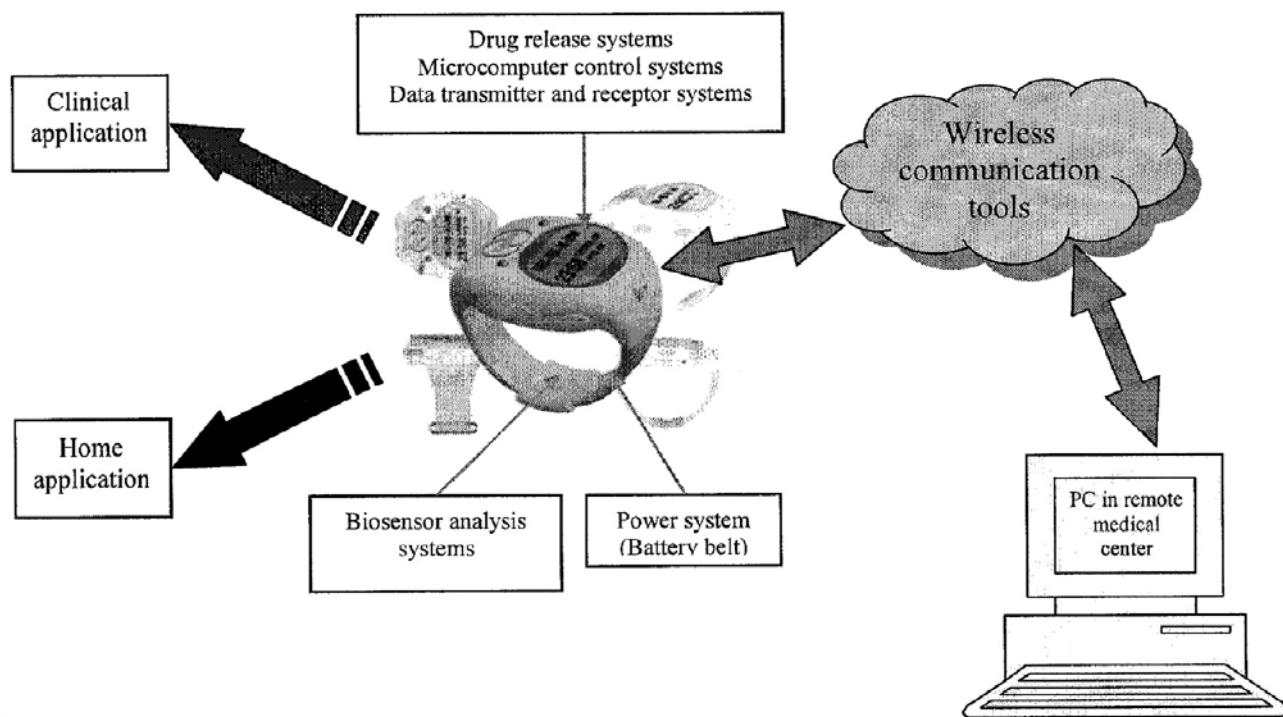 Drug release systems
Microcomputer control systems
Data transmitter and receptor systems
Clinical
application
Wireless
communication
tools
Home
application
Biosensor analysis
systems
Power system
(Battery belt)
PC in remote
medical
center